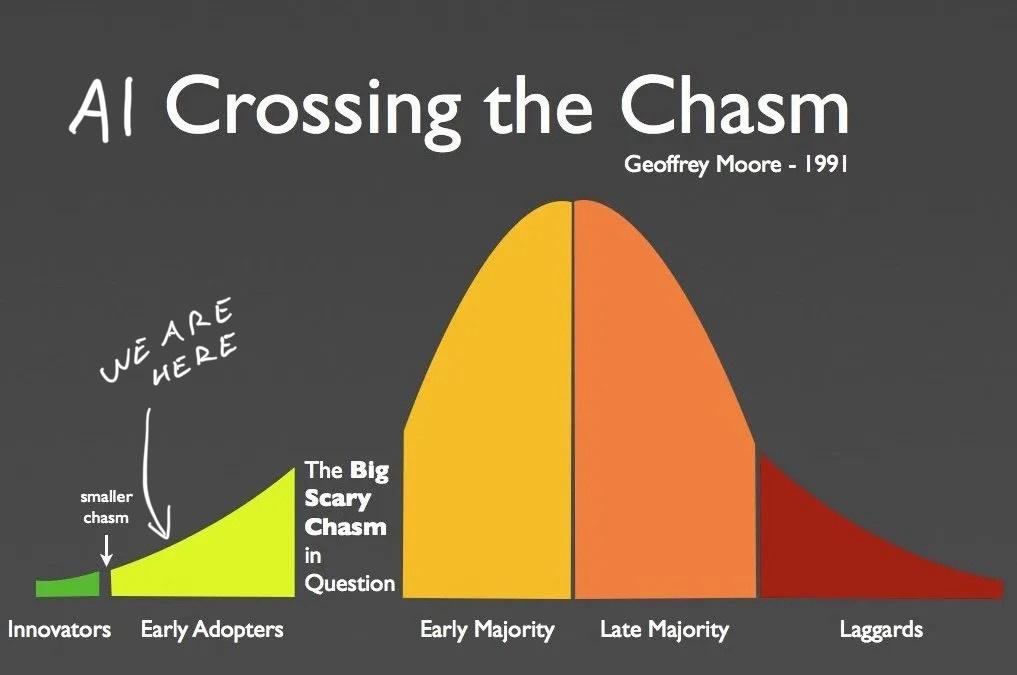 AI Crossing the Chasm
Geoffrey Moore - 1991
WE ARE
HERE
smaller
chasm
The Big
Scary
Chasm
in
Question
Innovators
Early Adopters
Early Majority
Late Majority
Laggards